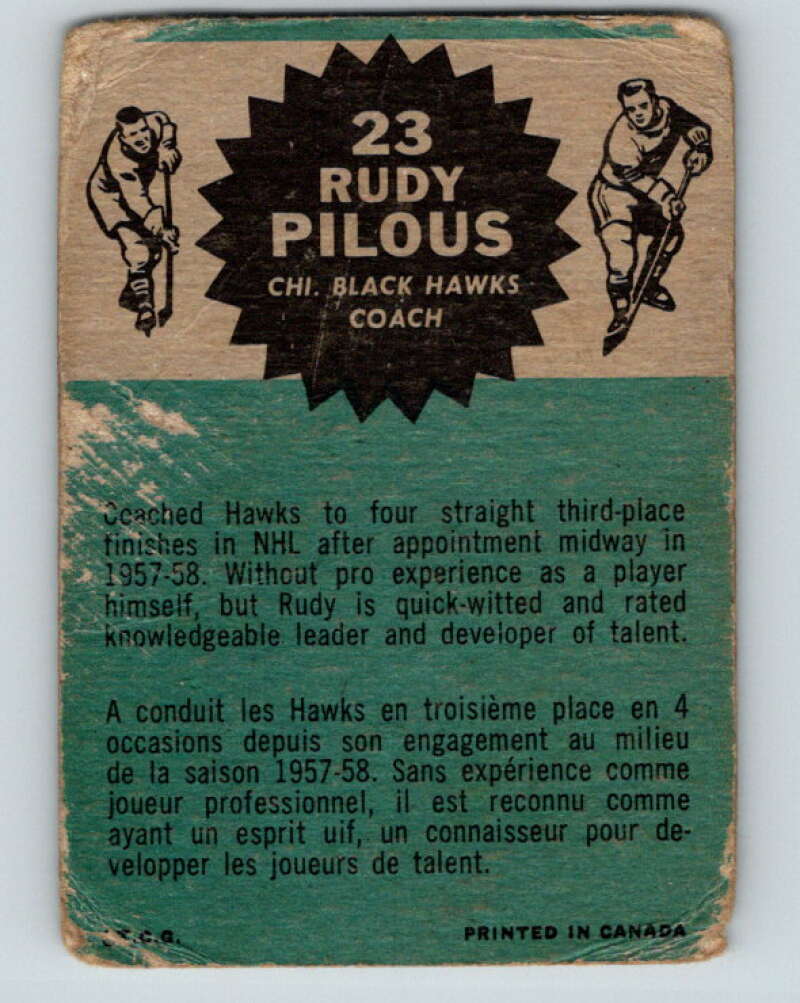 23
RUDY
PILOUS
CHI. BLACK HAWKS
COACH
Coached Hawks to four straight third-place
finishes in NHL after appointment midway in
1957-58. Without pro experience as a player
himself, but Rudy is quick-witted and rated
knowledgeable leader and developer of talent.
A conduit les Hawks en troisième place en 4
occasions depuis son engagement au milieu
de la saison 1957-58. Sans expérience comme
joueur professionnel, il est reconnu comme
ayant un esprit uif, un connaisseur pour de-
velopper les joueurs de talent.
T.C.G.
PRINTED IN CANADA